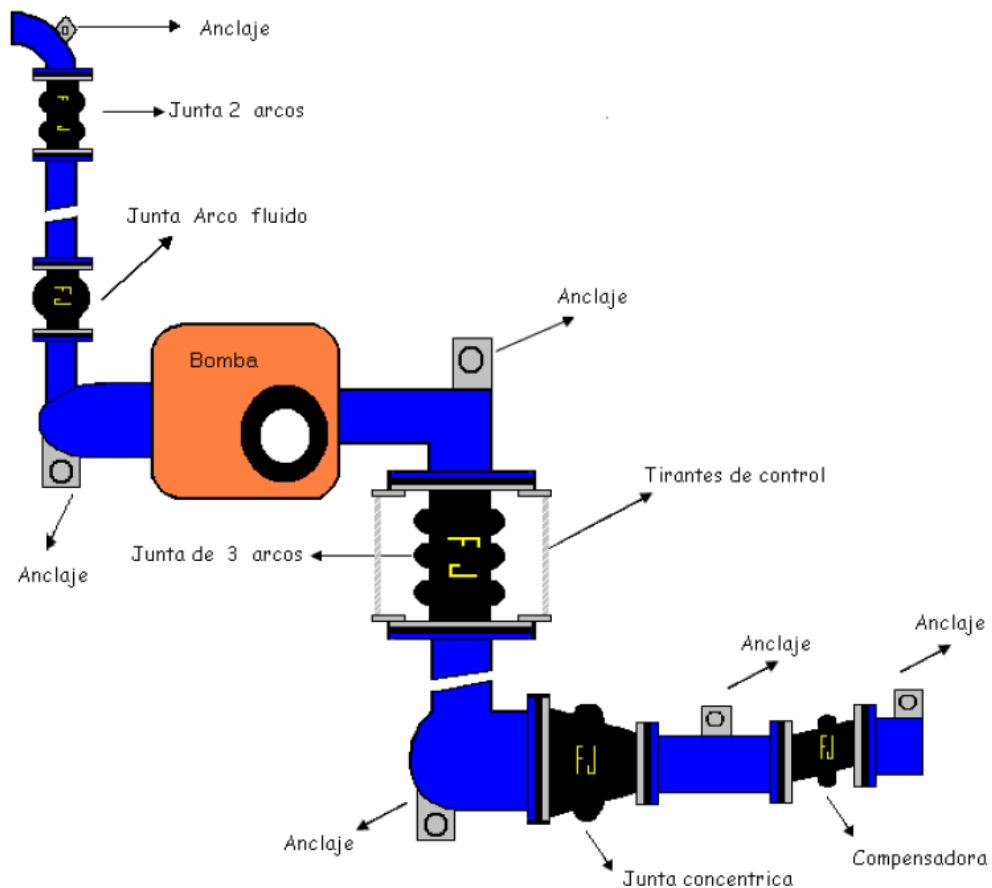 Anclaje
Junta 2 arcos
FJ
Junta Arco fluido
FJ
Anclaje
Bomba
Tirantes de control
Junta de 3 arcos
FJ
Anclaje
Anclaje
Anclaje
FJ
FJ
Anclaje
Compensadora
Junta concentrica